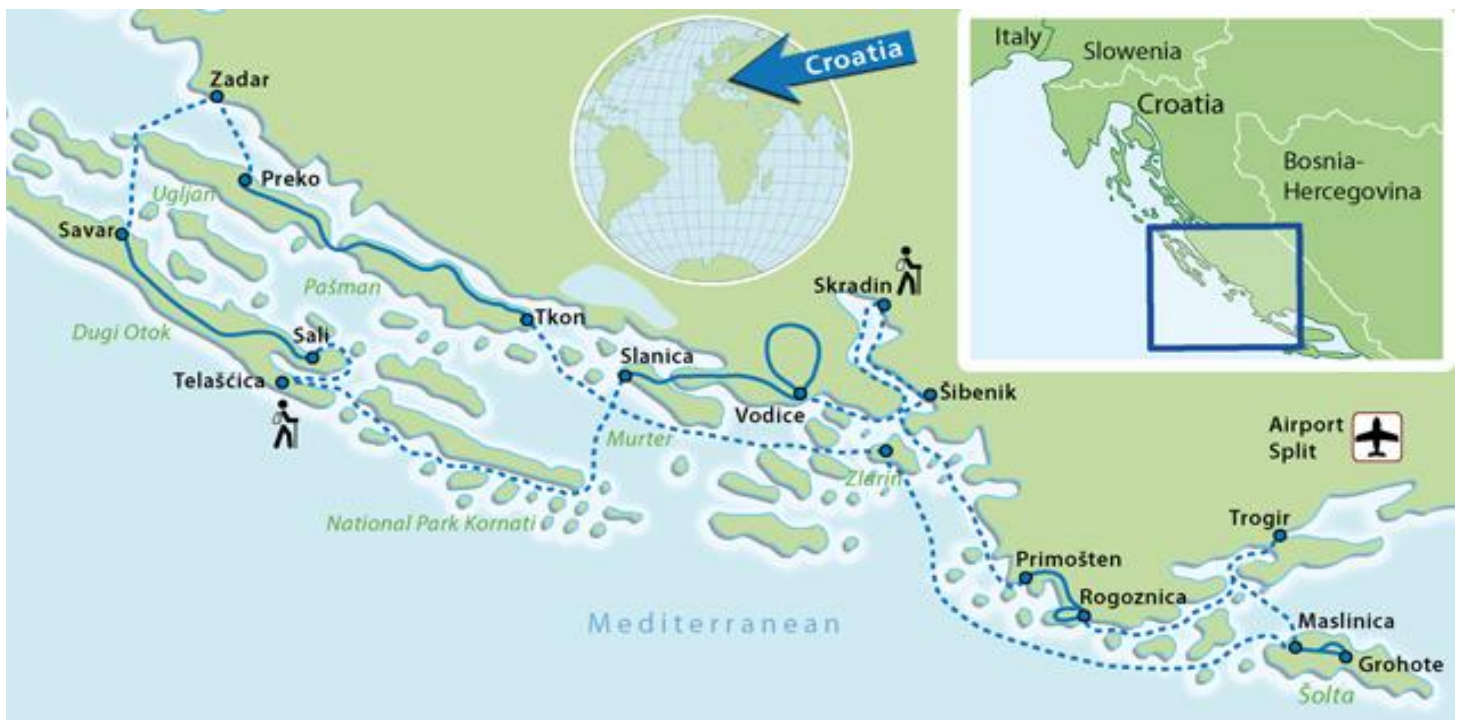 Croatia
Italy
Slowenia
Croatia
Bosnia-
Hercegovina
Zadar
Preko
Ugljan
Savar
Pašman
Dugi Otok
Sali
Telašćica
Tkon
Skradin
Slanica
Vodice
Šibenik
Murter
Zlarin
National Park Kornati
Airport
Split
Trogir
Primošten
Rogoznica
Maslinica
Grohote
Šolta
Mediterranean